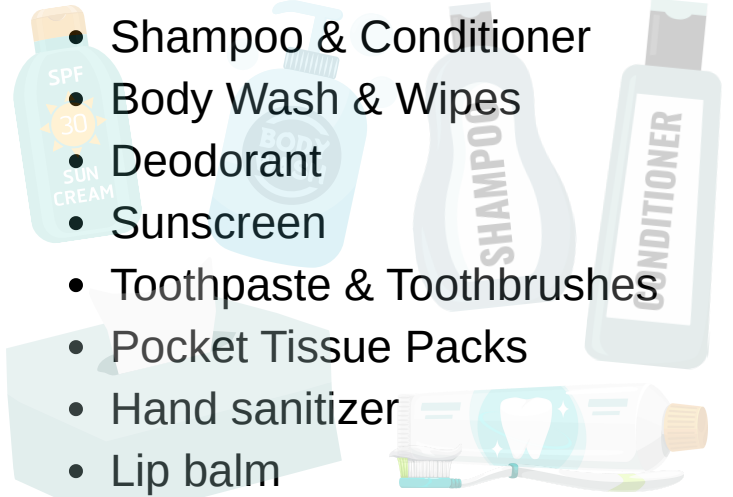 Shampoo & Conditioner
Body Wash & Wipes
Deodorant
Sunscreen
Toothpaste & Toothbrushes
Pocket Tissue Packs
Hand sanitizer
Lip balm
SPF
30
SUN
CREAM
BODY
SHAMPOO
CONDITIONER